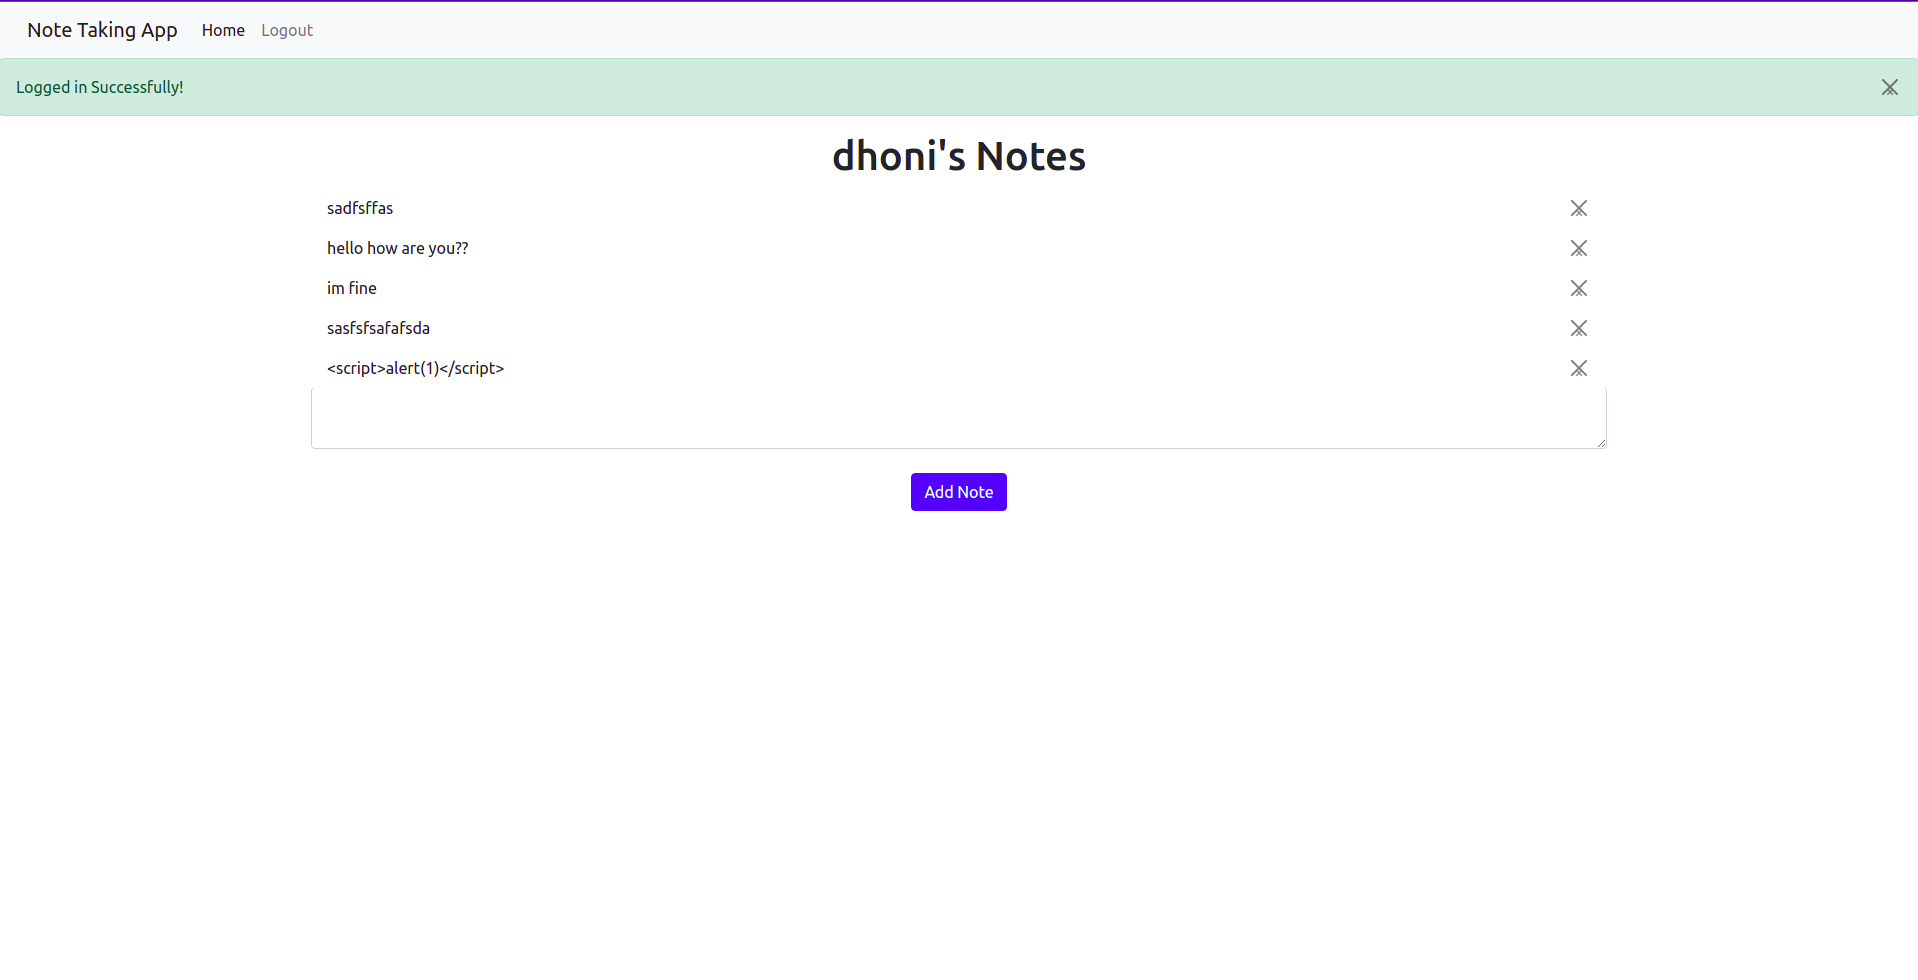 Note Taking App Home Logout
Logged in Successfully!
dhoni's Notes
sadfsffas
hello how are you??
im fine
sasfsfsafafsda
<script>alert(1)</script>
Add Note